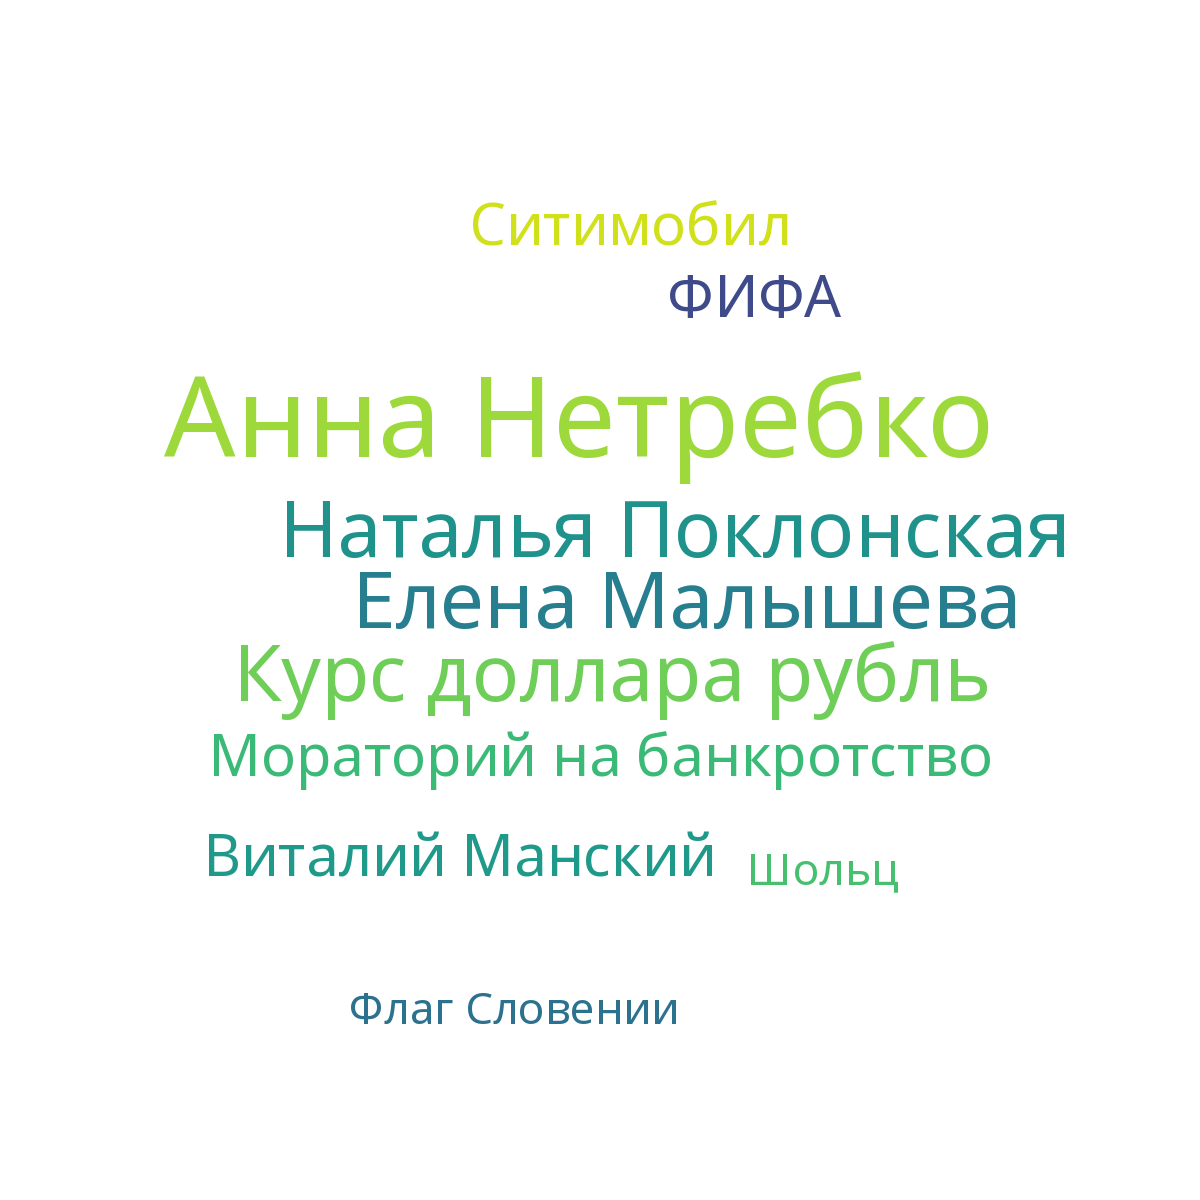 Ситимобил
ФИФА
Анна Нетребко
Наталья Поклонская
Елена Малышева
Курс доллара рубль
Мораторий на банкротство
Виталий Манский
Шольц
Флаг Словении